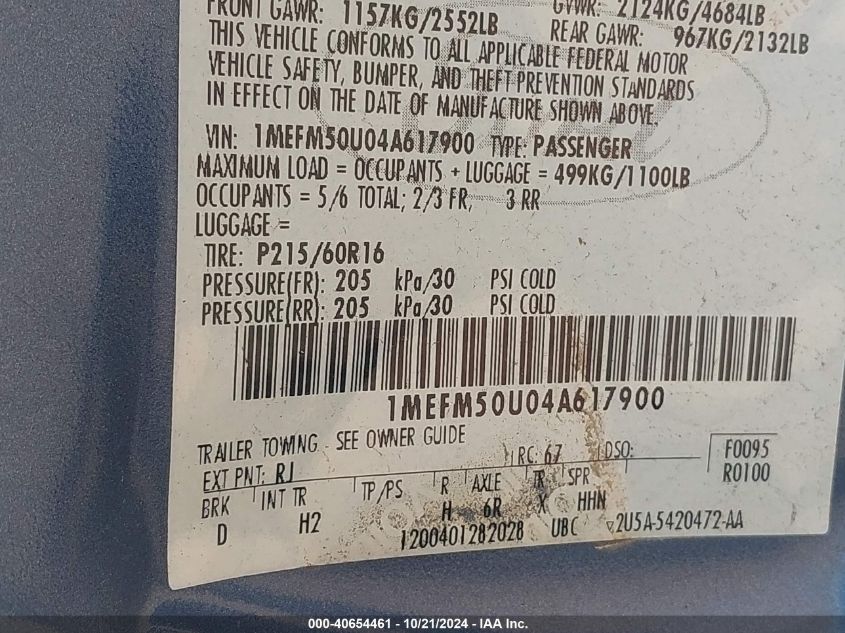 FRONT GAWR: 1157KG/2552LB GVWR: 2124KG/4684LB
REAR GAWR: 967KG/2132LB
THIS VEHICLE CONFORMS TO ALL APPLICABLE FEDERAL MOTOR
VEHICLE SAFETY, BUMPER, AND THEFT PREVENTION STANDARDS
IN EFFECT ON THE DATE OF MANUFACTURE SHOWN ABOVE.
VIN: 1MEFM50U04A617900 TYPE: PASSENGER
MAXIMUM LOAD = OCCUPANTS + LUGGAGE = 499KG/1100LB
OCCUPANTS = 5/6 TOTAL; 2/3 FR, 3 RR
LUGGAGE =
TIRE: P215/60R16
PRESSURE(FR): 205 kPa/30 PSI COLD
PRESSURE(RR): 205 kPa/30 PSI COLD
1MEFM50U04A617900
TRAILER TOWING - SEE OWNER GUIDE
EXT PNT: RJ RC: 67 DSO: F0095
R0100
BRK INT TR TP/PS R AXLE TR SPR
D H2 H 6R X HHN
1200401282028 UBC 2U5A-5420472-AA
000-40654461 - 10/21/2024 - IAA Inc.